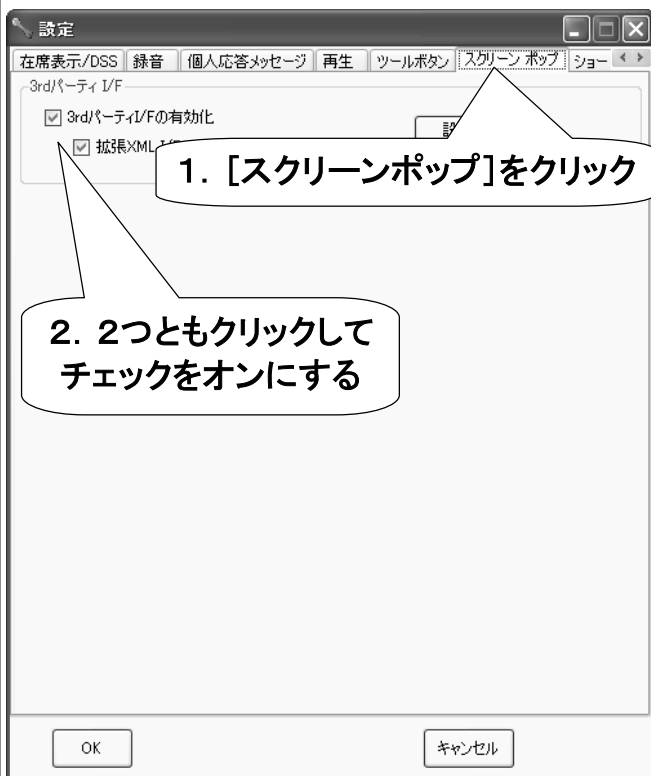 設定
在席表示/DSS 録音 個人応答メッセージ 再生 ツールボタン スクリーン ポップ ショー
3rdパーティ I/F
3rdパーティI/Fの有効化
拡張XML
1. [スクリーンポップ]をクリック
2. 2つともクリックして
チェックをオンにする
OK キャンセル